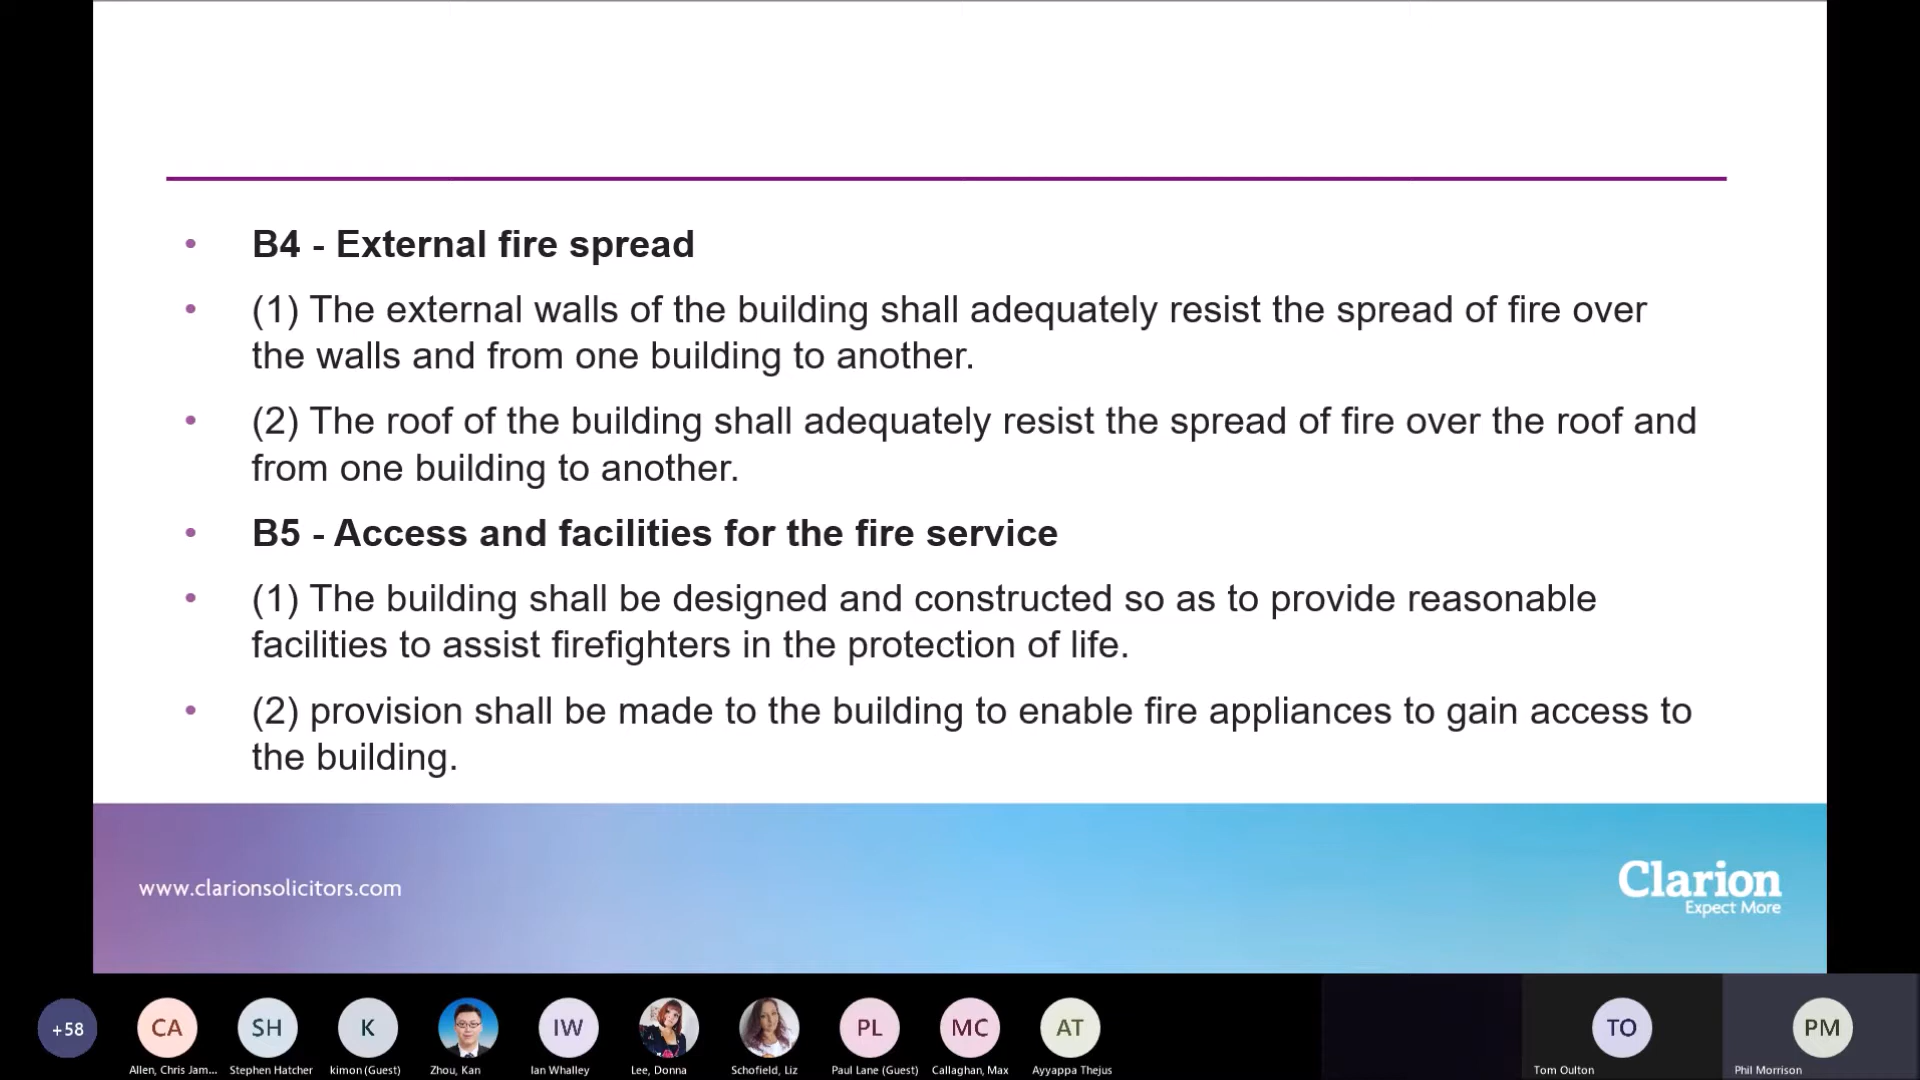 B4 - External fire spread
(1) The external walls of the building shall adequately resist the spread of fire over
the walls and from one building to another.
(2) The roof of the building shall adequately resist the spread of fire over the roof and
from one building to another.
B5 - Access and facilities for the fire service
(1) The building shall be designed and constructed so as to provide reasonable
facilities to assist firefighters in the protection of life.
(2) provision shall be made to the building to enable fire appliances to gain access to
the building.
www.clarionsolicitors.com
Clarion
Expect More
+58
CA
SH
K
IW
PL
MC
AT
TO
PM
Allen, Chris Jam...
Stephen Hatcher
kimon (Guest)
Zhou, Kan
Ian Whalley
Lee, Donna
Schofield, Liz
Paul Lane (Guest)
Callaghan, Max
Ayyappa Thejus
Tom Oulton
Phil Morrison